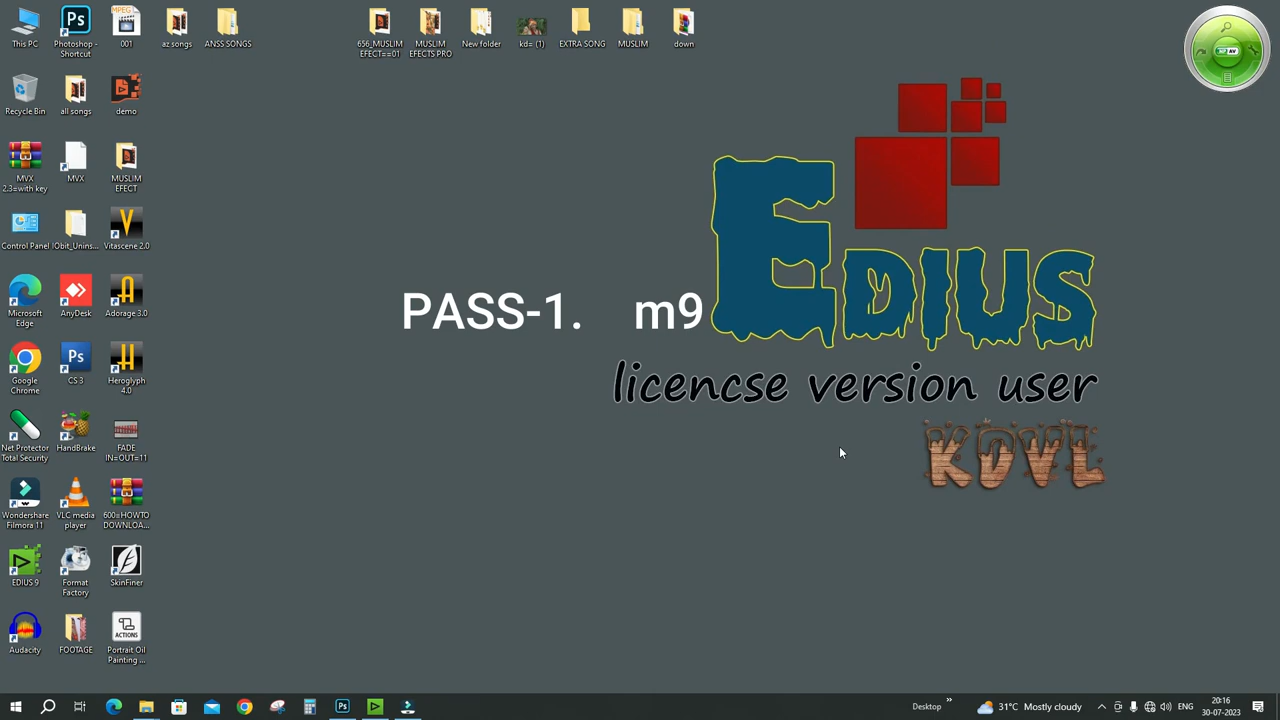 This PC
Photoshop -
Shortcut
001
az songs
ANSS SONGS
656_MUSLIM
EFECT==01
MUSLIM
EFECTS PRO
New folder
kd= (1)
EXTRA SONG
MUSLIM
down
MPEG
Ps
Recycle Bin
all songs
demo
MVX
2.3=with key
MVX
MUSLIM
EFFECT
Control Panel
IObit_Unins...
Vitascene 2.0
Microsoft
Edge
AnyDesk
Adorage 3.0
Google
Chrome
CS 3
Heroglyph
4.0
Net Protector
Total Security
HandBrake
FADE
IN=OUT=11
Wondershare
Filmora 11
VLC media
player
600=HOWTO
DOWNLOA...
EDIUS 9
Format
Factory
SkinFiner
Audacity
FOOTAGE
ACTIONS
Portrait Oil
Painting ...
PASS-1. m9
EDIUS
licencse version user
KDVL
Desktop
31°C Mostly cloudy
ENG
20:16
30-07-2023